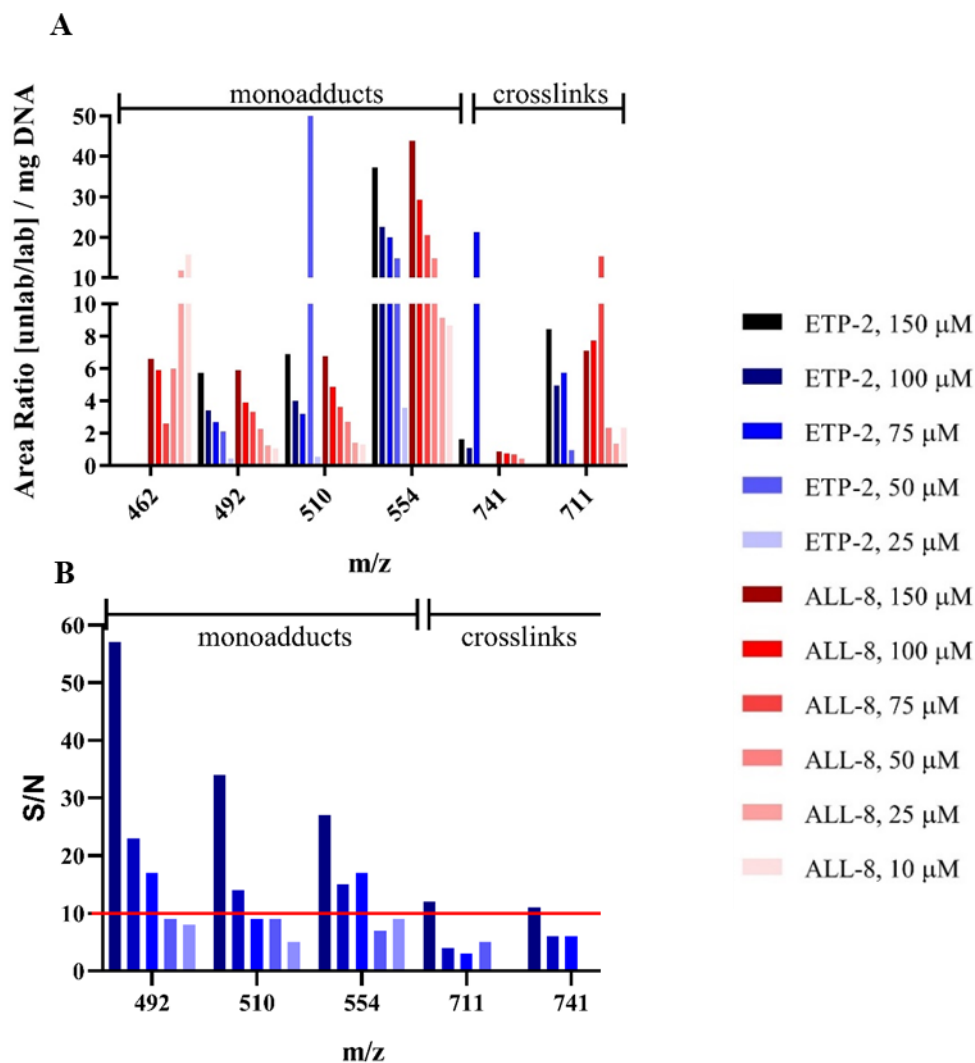 A
monoadducts
crosslinks
Area Ratio [unlab/lab] / mg DNA
50
40
30
20
10
10
8
6
4
2
0
462
492
510
554
741
711
m/z
B
monoadducts
crosslinks
S/N
60
50
40
30
20
10
0
492
510
554
711
741
m/z
ETP-2, 150 μM
ETP-2, 100 μM
ETP-2, 75 μM
ETP-2, 50 μM
ETP-2, 25 μM
ALL-8, 150 μM
ALL-8, 100 μM
ALL-8, 75 μM
ALL-8, 50 μM
ALL-8, 25 μM
ALL-8, 10 μM